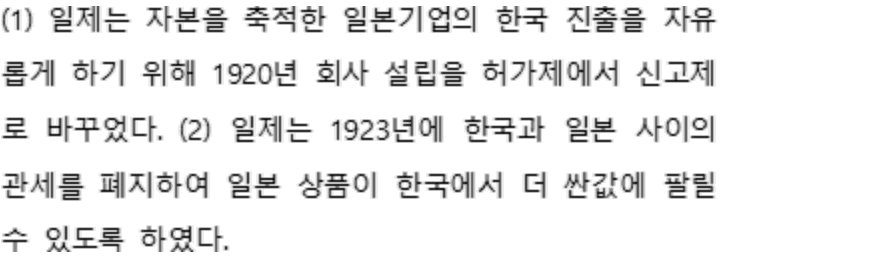 (1) 일제는 자본을 축적한 일본기업의 한국 진출을 자유
롭게 하기 위해 1920년 회사 설립을 허가제에서 신고제
로 바꾸었다. (2) 일제는 1923년에 한국과 일본 사이의
관세를 폐지하여 일본 상품이 한국에서 더 싼값에 팔릴
수 있도록 하였다.